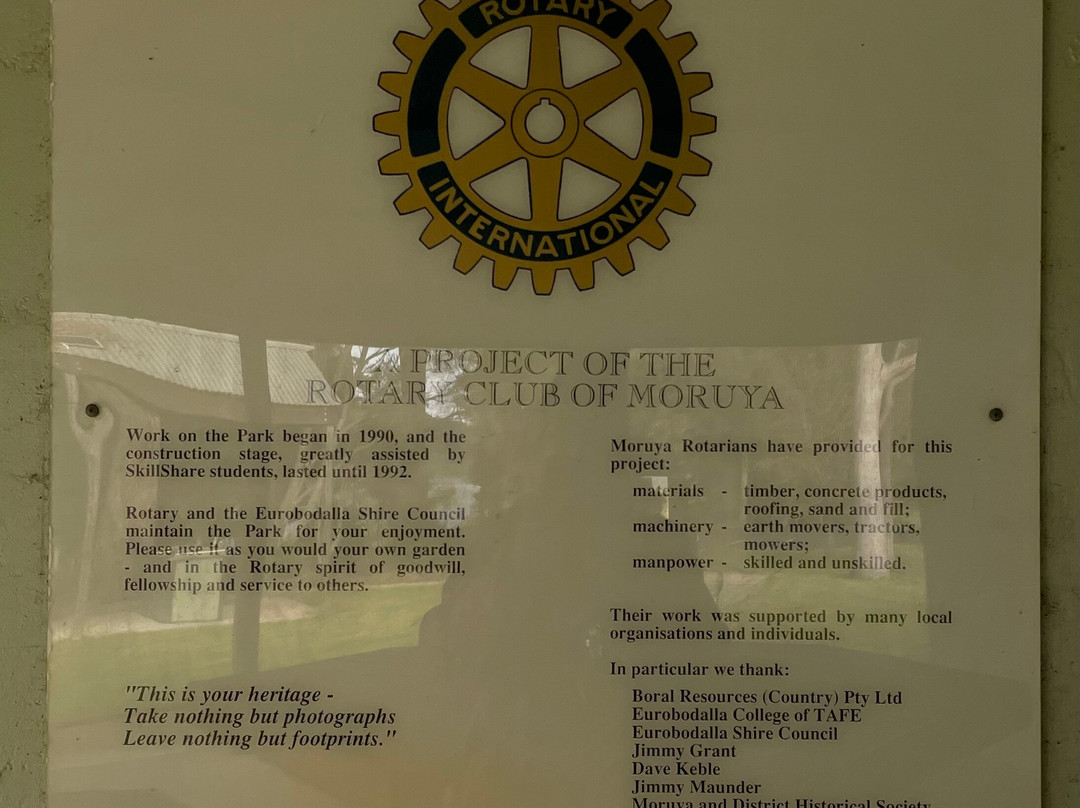 ROTARY
INTERNATIONAL
A PROJECT OF THE
ROTARY CLUB OF MORUYA
Work on the Park began in 1990, and the
construction stage, greatly assisted by
SkillShare students, lasted until 1992.
Rotary and the Eurobodalla Shire Council
maintain the Park for your enjoyment.
Please use it as you would your own garden
- and in the Rotary spirit of goodwill,
fellowship and service to others.
"This is your heritage -
Take nothing but photographs
Leave nothing but footprints."
Moruya Rotarians have provided for this
project:
materials - timber, concrete products,
roofing, sand and fill;
machinery - earth movers, tractors,
mowers;
manpower - skilled and unskilled.
Their work was supported by many local
organisations and individuals.
In particular we thank:
Boral Resources (Country) Pty Ltd
Eurobodalla College of TAFE
Eurobodalla Shire Council
Jimmy Grant
Dave Keble
Jimmy Maunder
Moruya and District Historical Society